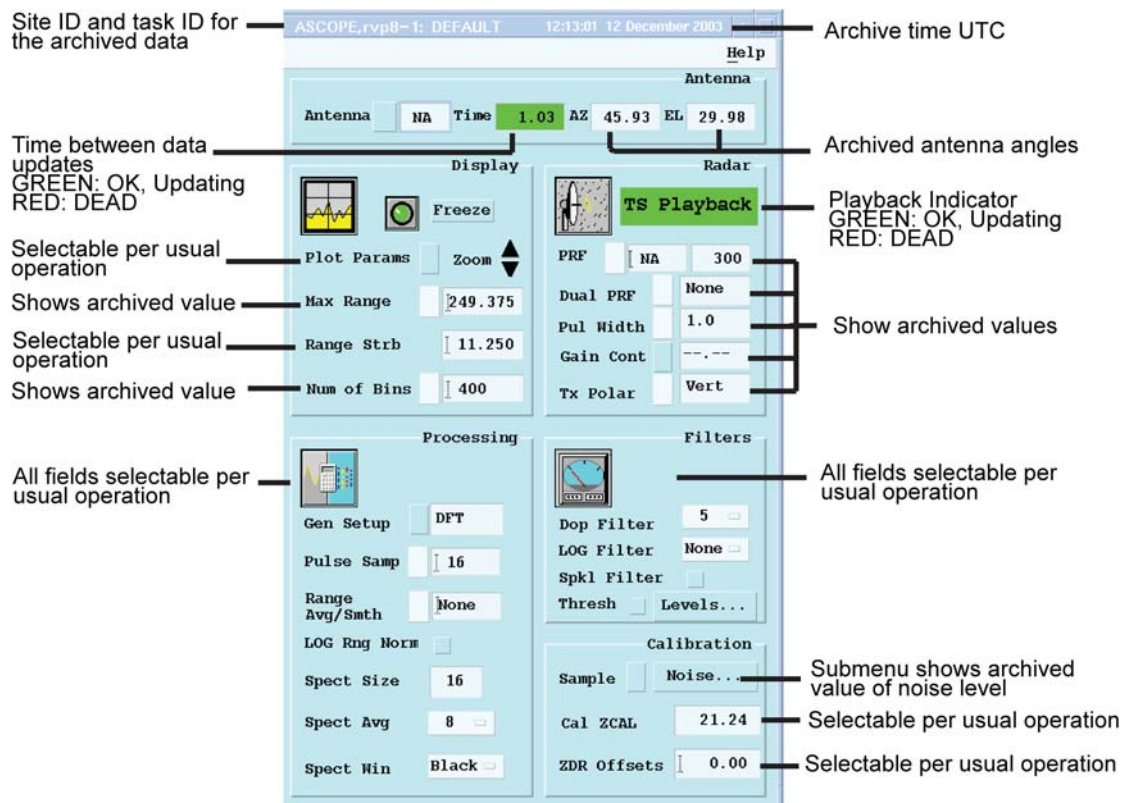 Site ID and task ID for
the archived data
ASCOPE,rvp8-1: DEFAULT 12:13:01 12 December 2003
Archive time UTC
Help
Antenna
Antenna NA Time 1.03 AZ 45.93 EL 29.98
Time between data
updates
GREEN: OK, Updating
RED: DEAD
Archived antenna angles
Display
Freeze
Radar
TS Playback
Playback Indicator
GREEN: OK, Updating
RED: DEAD
Selectable per usual
operation
Plot Params Zoom
Shows archived value
Max Range 249.375
Selectable per usual
operation
Range Strb 11.250
Shows archived value
Num of Bins 400
PRF NA 300
Dual PRF None
Pul Width 1.0
Gain Cont --.--
Tx Polar Vert
Show archived values
Processing
All fields selectable per
usual operation
Gen Setup DFT
Pulse Samp 16
Range
Avg/Smth None
LOG Rng Norm
Spect Size 16
Spect Avg 8
Spect Win Black
Filters
All fields selectable per
usual operation
Dop Filter 5
LOG Filter None
Spkl Filter
Thresh Levels...
Calibration
Sample Noise...
Submenu shows archived
value of noise level
Cal ZCAL 21.24
Selectable per usual operation
ZDR Offsets 0.00
Selectable per usual operation